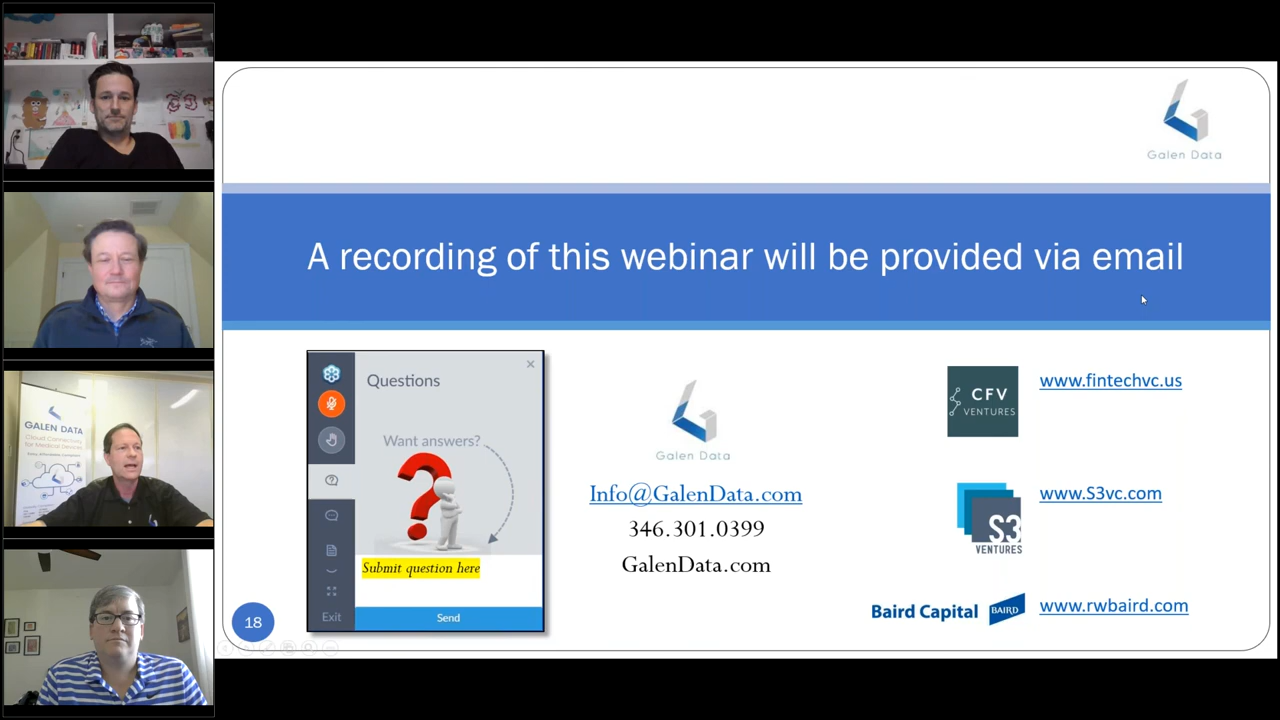 GALEN DATA
Cloud Connectivity
for Medical Devices
Galen Data
A recording of this webinar will be provided via email
Questions
Want answers?
Submit question here
Send
Exit
18
Galen Data
Info@GalenData.com
346.301.0399
GalenData.com
CFV
VENTURES
www.fintechvc.us
S3
VENTURES
www.S3vc.com
Baird Capital
BAIRD
www.rwbaird.com